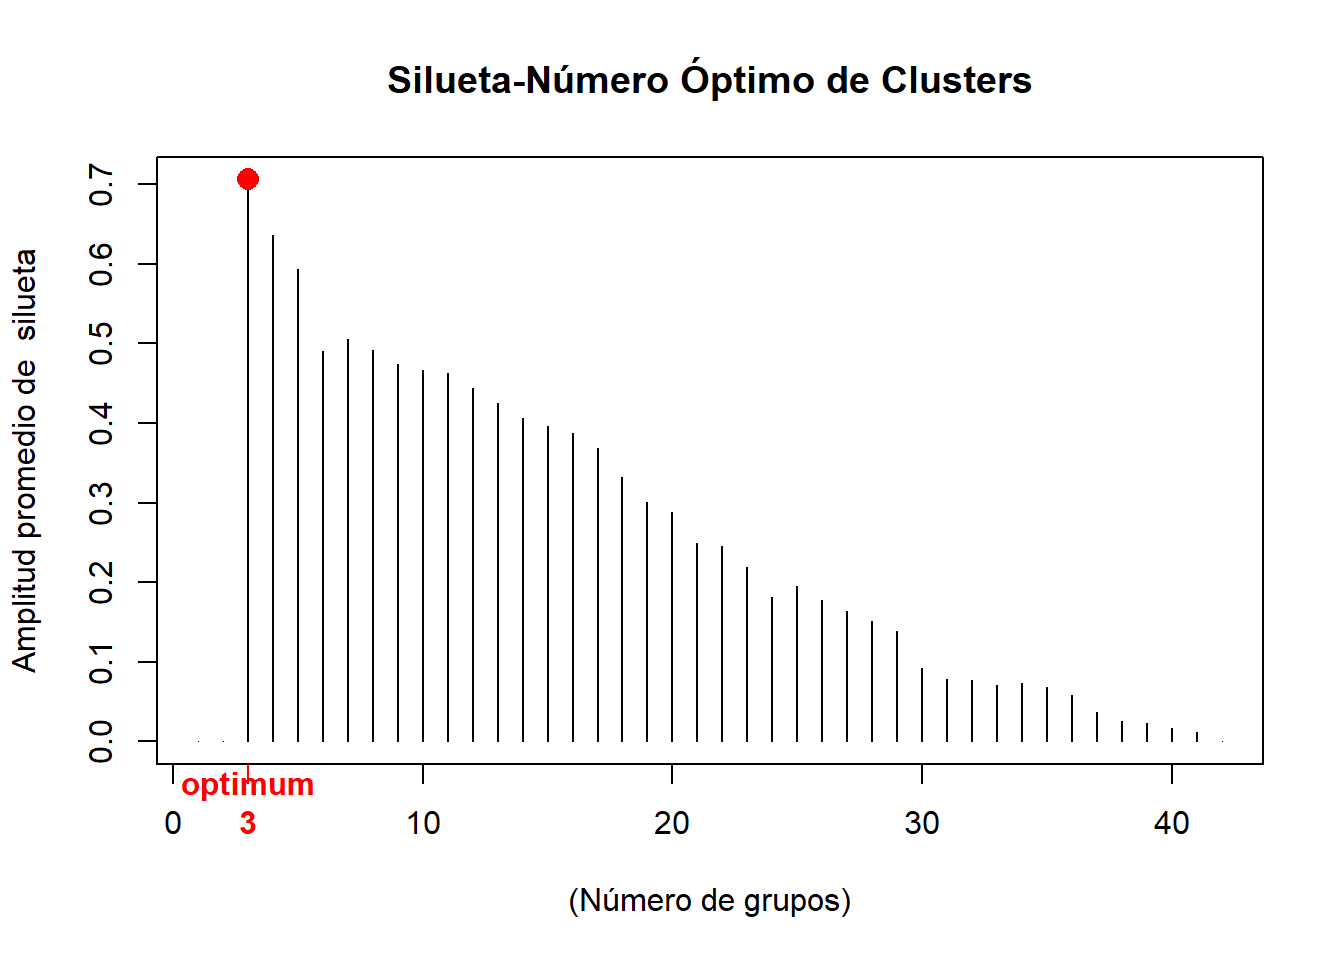 Silueta-Número Óptimo de Clusters
Amplitud promedio de  silueta
0.7
0.6
0.5
0.4
0.3
0.2
0.1
0.0
optimum
0 3 10 20 30 40
(Número de grupos)